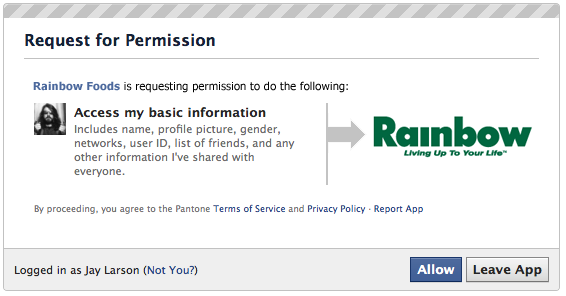 Request for Permission
Rainbow Foods is requesting permission to do the following:
Access my basic information
Includes name, profile picture, gender,
networks, user ID, list of friends, and any
other information I've shared with
everyone.
Rainbow
Living Up To Your Life™
By proceeding, you agree to the Pantone Terms of Service and Privacy Policy · Report App
Logged in as Jay Larson (Not You?)
Allow
Leave App